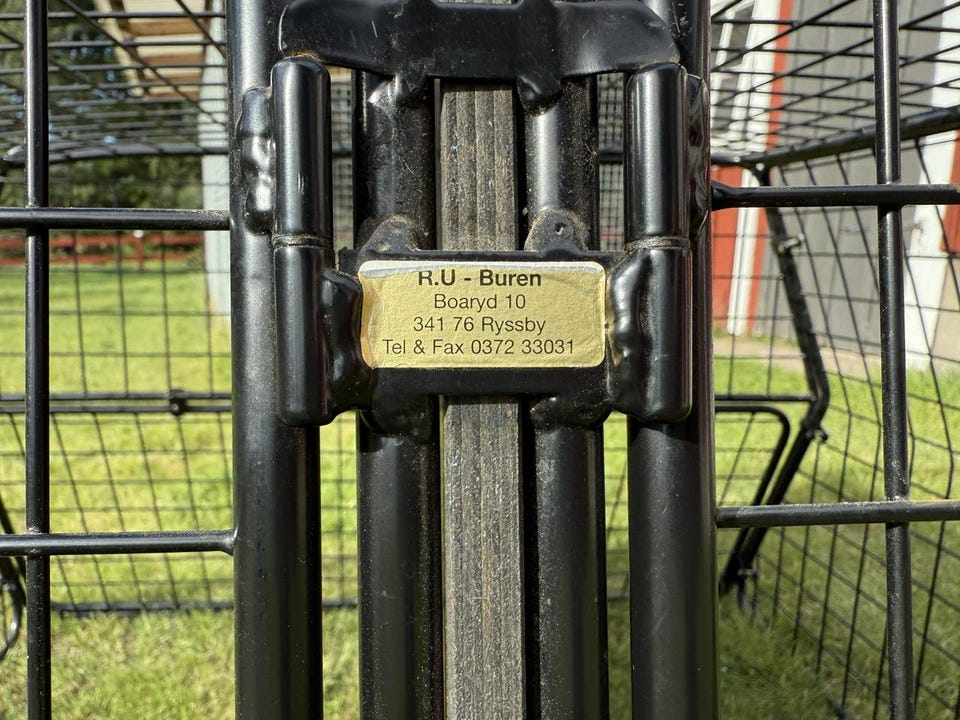 R.U - Buren
Boaryd 10
341 76 Ryssby
Tel & Fax 0372 33031